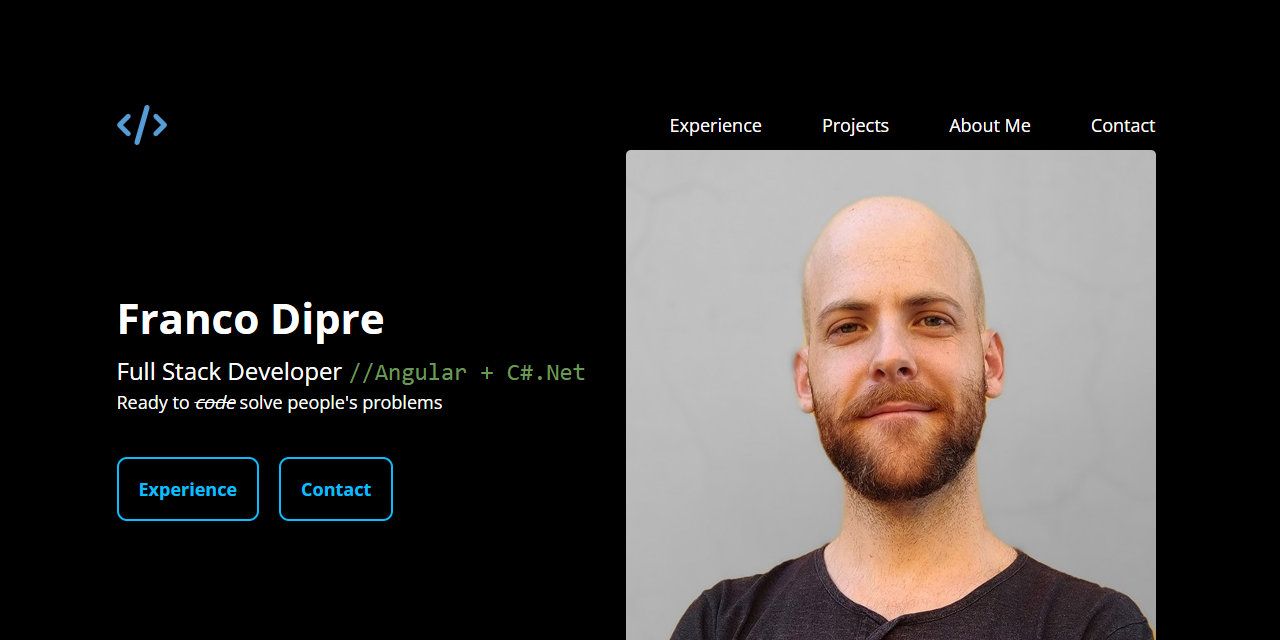 </>
Experience Projects About Me Contact
Franco Dipre
Full Stack Developer //Angular + C#.Net
Ready to code solve people's problems
Experience Contact